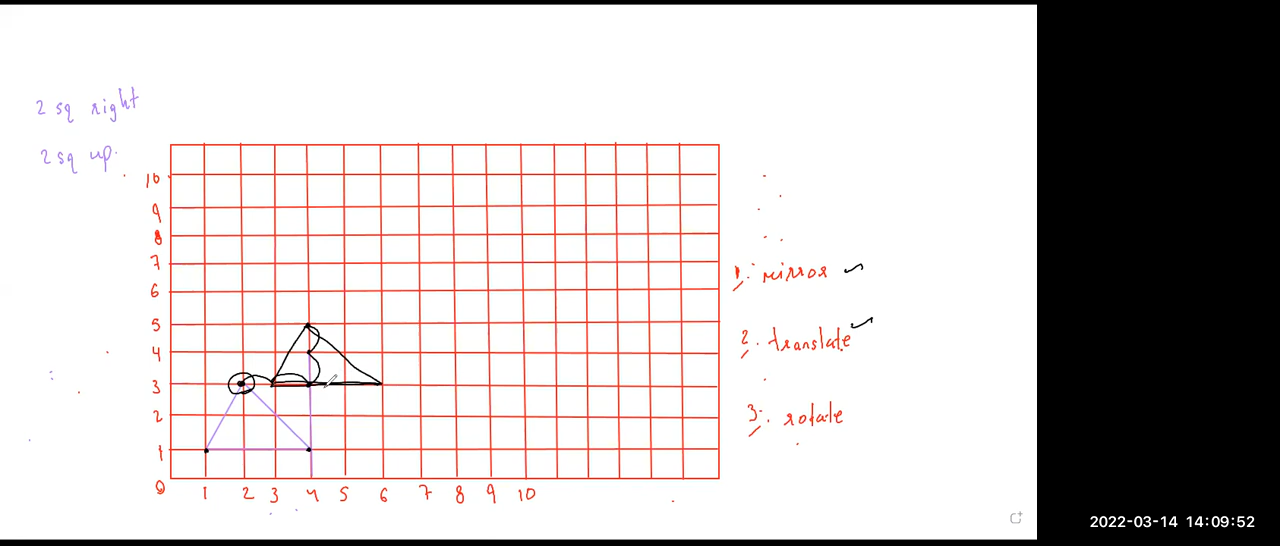 2 sq right
2 sq up.
10
9
8
7
6
5
4
3
2
1
0
1 2 3 4 5 6 7 8 9 10
1. mirror
2. translate
3. rotate
2022-03-14 14:09:52